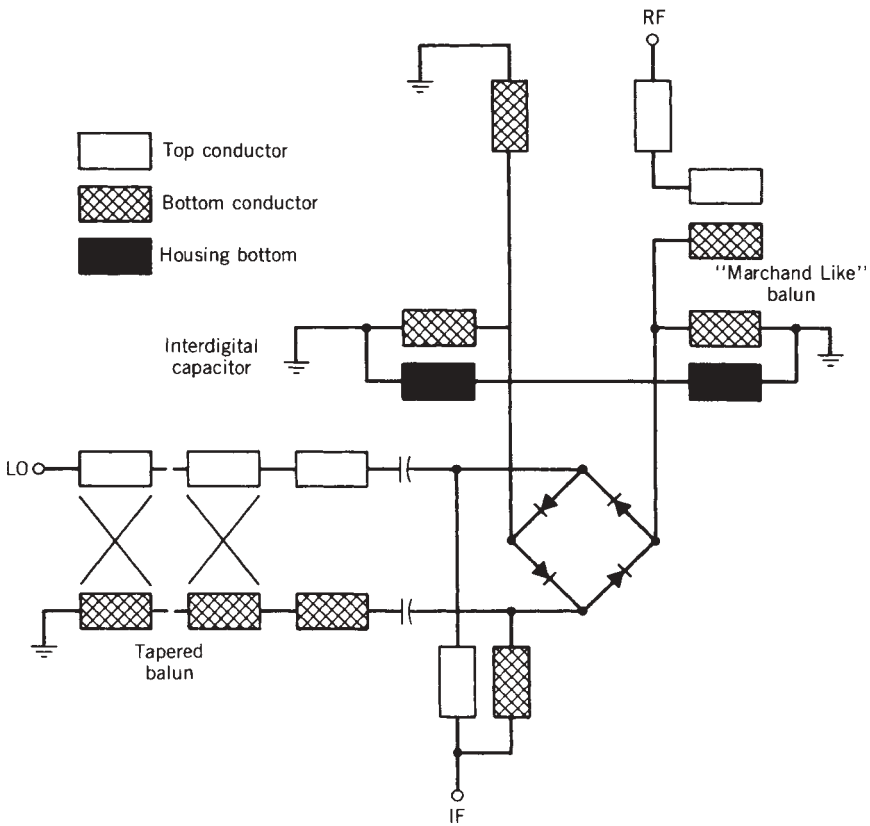 RF
Top conductor
Bottom conductor
Housing bottom
"Marchand Like"
balun
Interdigital
capacitor
LO
Tapered
balun
IF